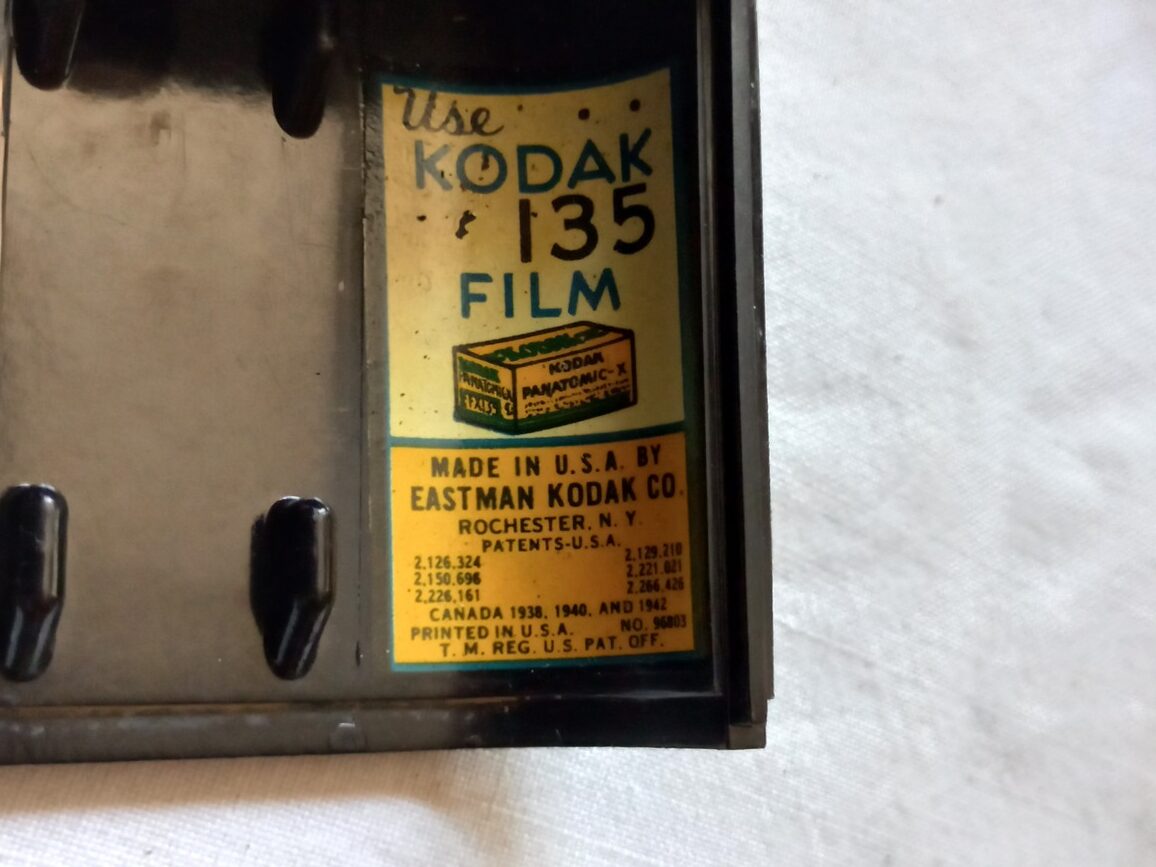 Use
KODAK
135
FILM
KODAK
PANATOMIC-X
MADE IN U.S.A. BY
EASTMAN KODAK CO.
ROCHESTER, N. Y.
PATENTS-U.S.A.
2,126,324 2,129,210
2,150,696 2,221,021
2,226,161 2,266,426
CANADA 1938, 1940, AND 1942
PRINTED IN U.S.A. NO. 96803
T. M. REG. U.S. PAT. OFF.